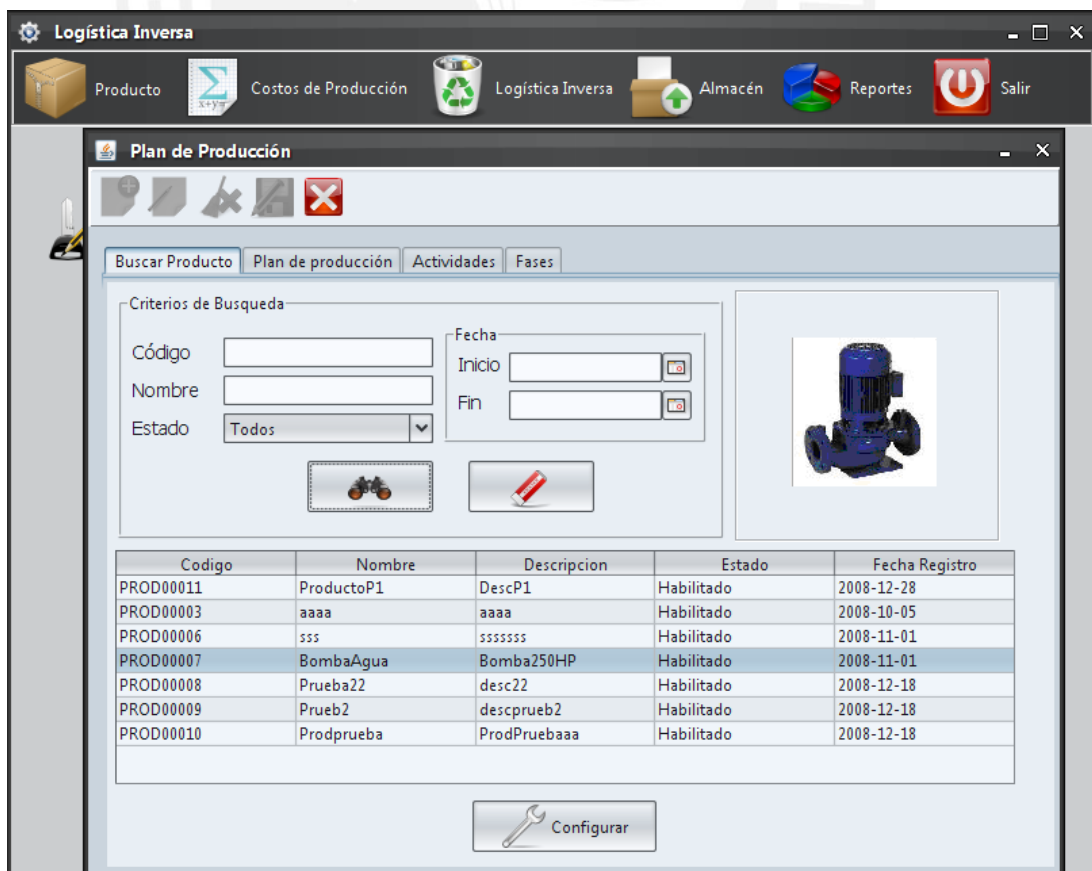 Logística Inversa
Producto Costos de Producción Logística Inversa Almacén Reportes Salir
Plan de Producción
Buscar Producto Plan de producción Actividades Fases
Criterios de Busqueda
Fecha
Código
Inicio
Nombre
Fin
Estado Todos
Codigo Nombre Descripcion Estado Fecha Registro
PROD00011 ProductoP1 DescP1 Habilitado 2008-12-28
PROD00003 aaaa aaaa Habilitado 2008-10-05
PROD00006 sss sssssss Habilitado 2008-11-01
PROD00007 BombaAgua Bomba250HP Habilitado 2008-11-01
PROD00008 Prueba22 desc22 Habilitado 2008-12-18
PROD00009 Prueb2 descprueb2 Habilitado 2008-12-18
PROD00010 Prodprueba ProdPruebaaa Habilitado 2008-12-18
Configurar